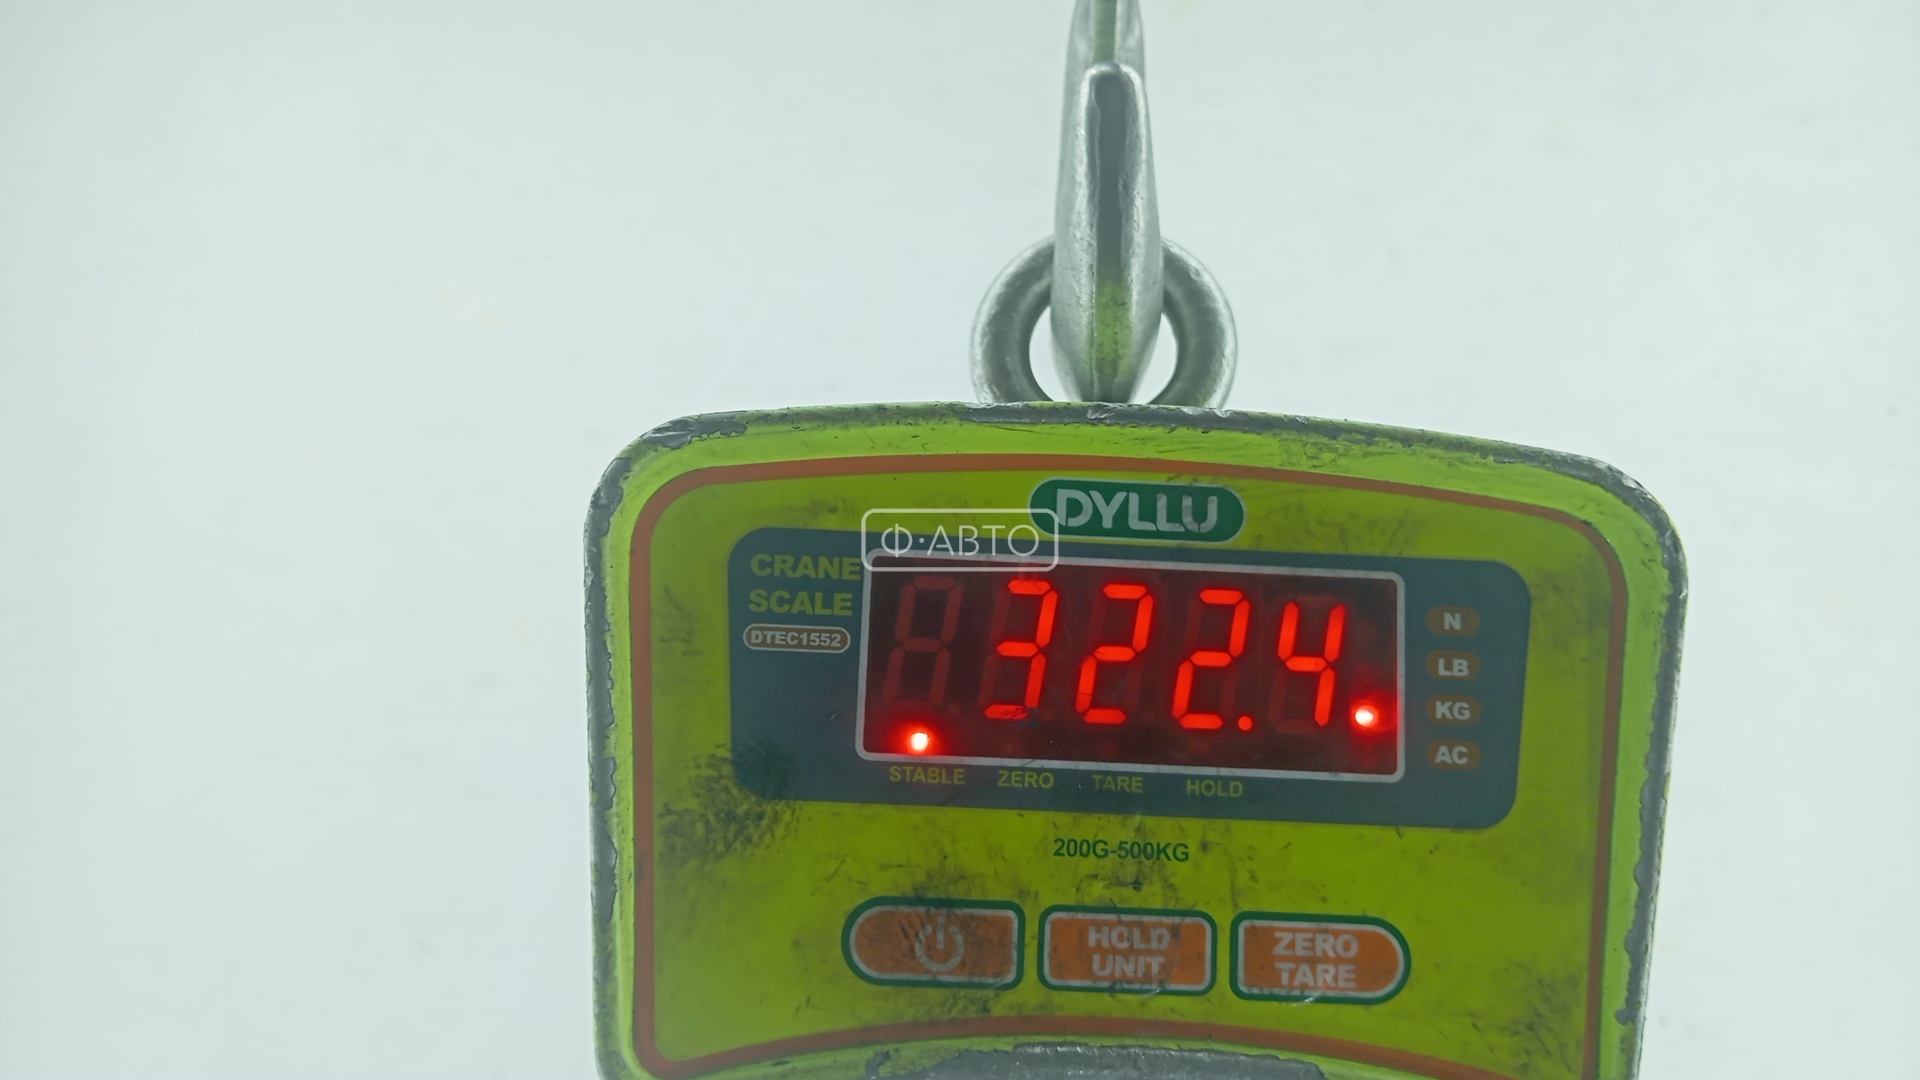 DYLLU
Ф·АВТО
CRANE
SCALE
DTEC1552
322.4.
N
LB
KG
AC
STABLE ZERO TARE HOLD
200G-500KG
HOLD
UNIT
ZERO
TARE